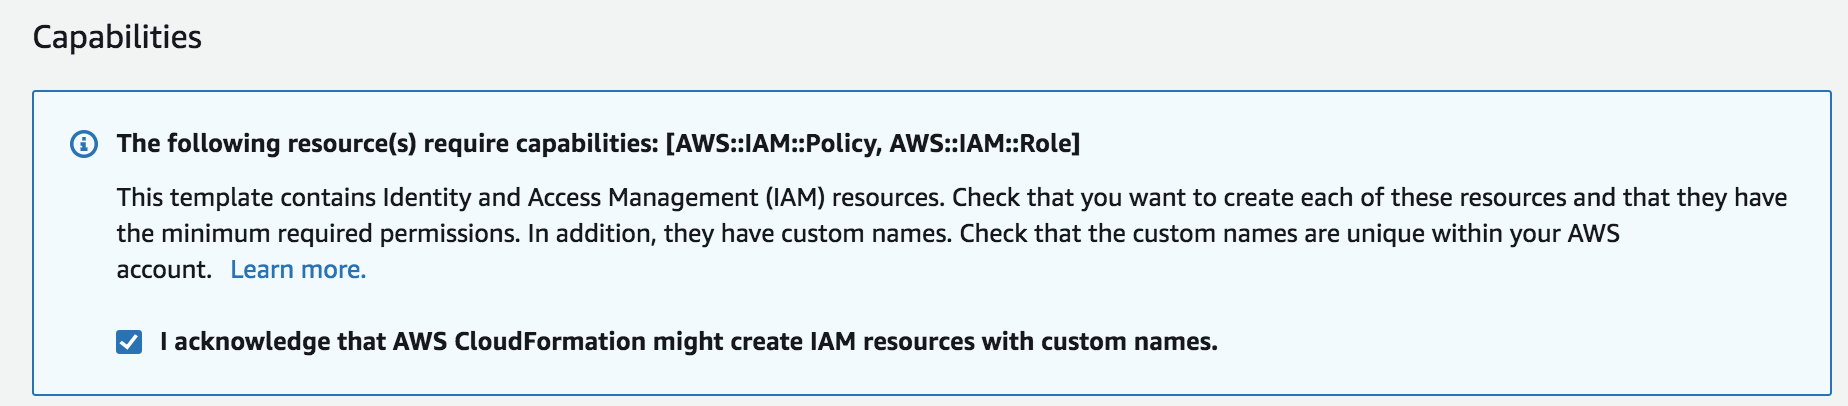 Capabilities
The following resource(s) require capabilities: [AWS::IAM::Policy, AWS::IAM::Role]
This template contains Identity and Access Management (IAM) resources. Check that you want to create each of these resources and that they have
the minimum required permissions. In addition, they have custom names. Check that the custom names are unique within your AWS
account. Learn more.
I acknowledge that AWS CloudFormation might create IAM resources with custom names.